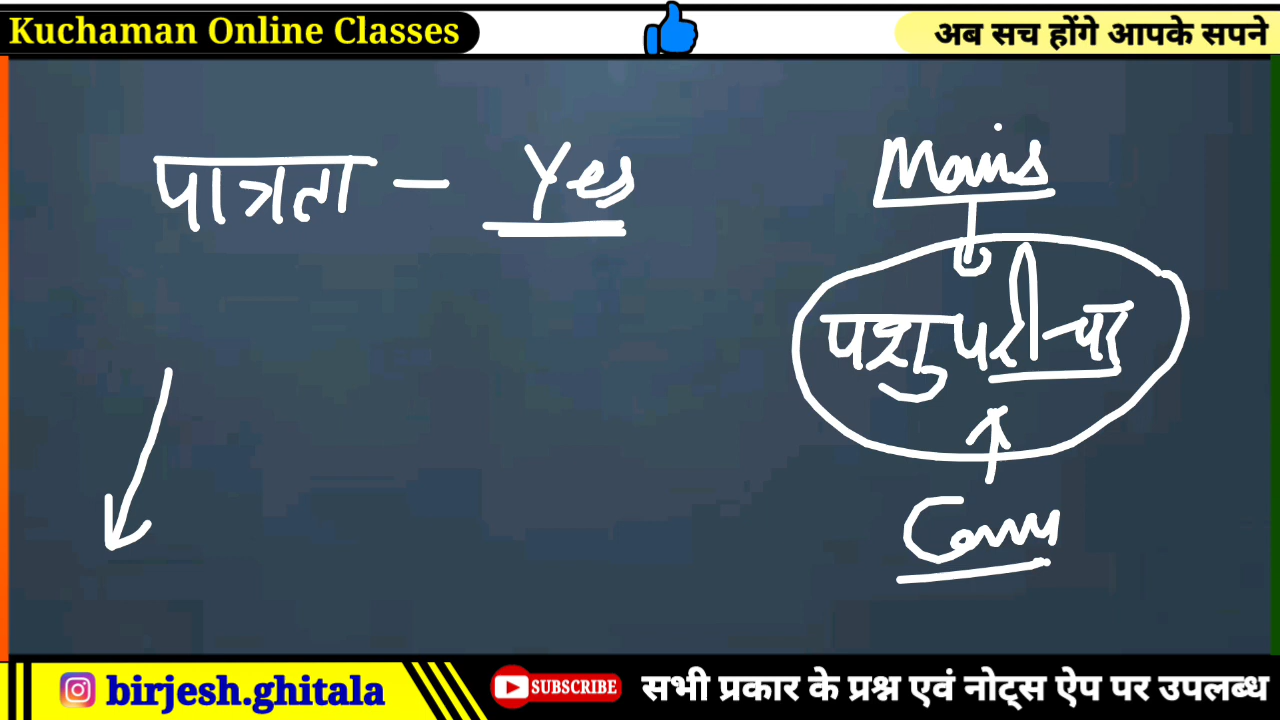 Kuchaman Online Classes
अब सच होंगे आपके सपने
पात्रता - Yes
Mains
पशु परीचर
birjesh.ghitala
SUBSCRIBE
सभी प्रकार के प्रश्न एवं नोट्स ऐप पर उपलब्ध